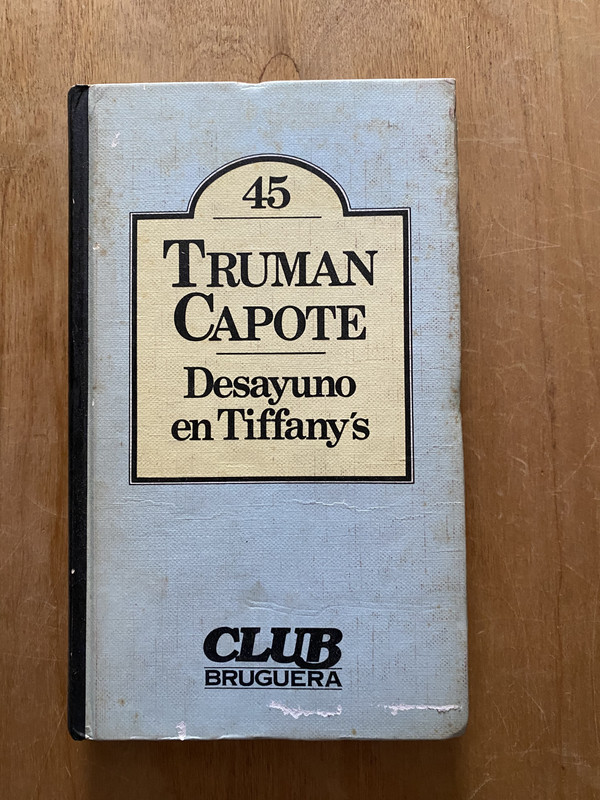 45
TRUMAN
CAPOTE
Desayuno
en Tiffany's
CLUB
BRUGUERA